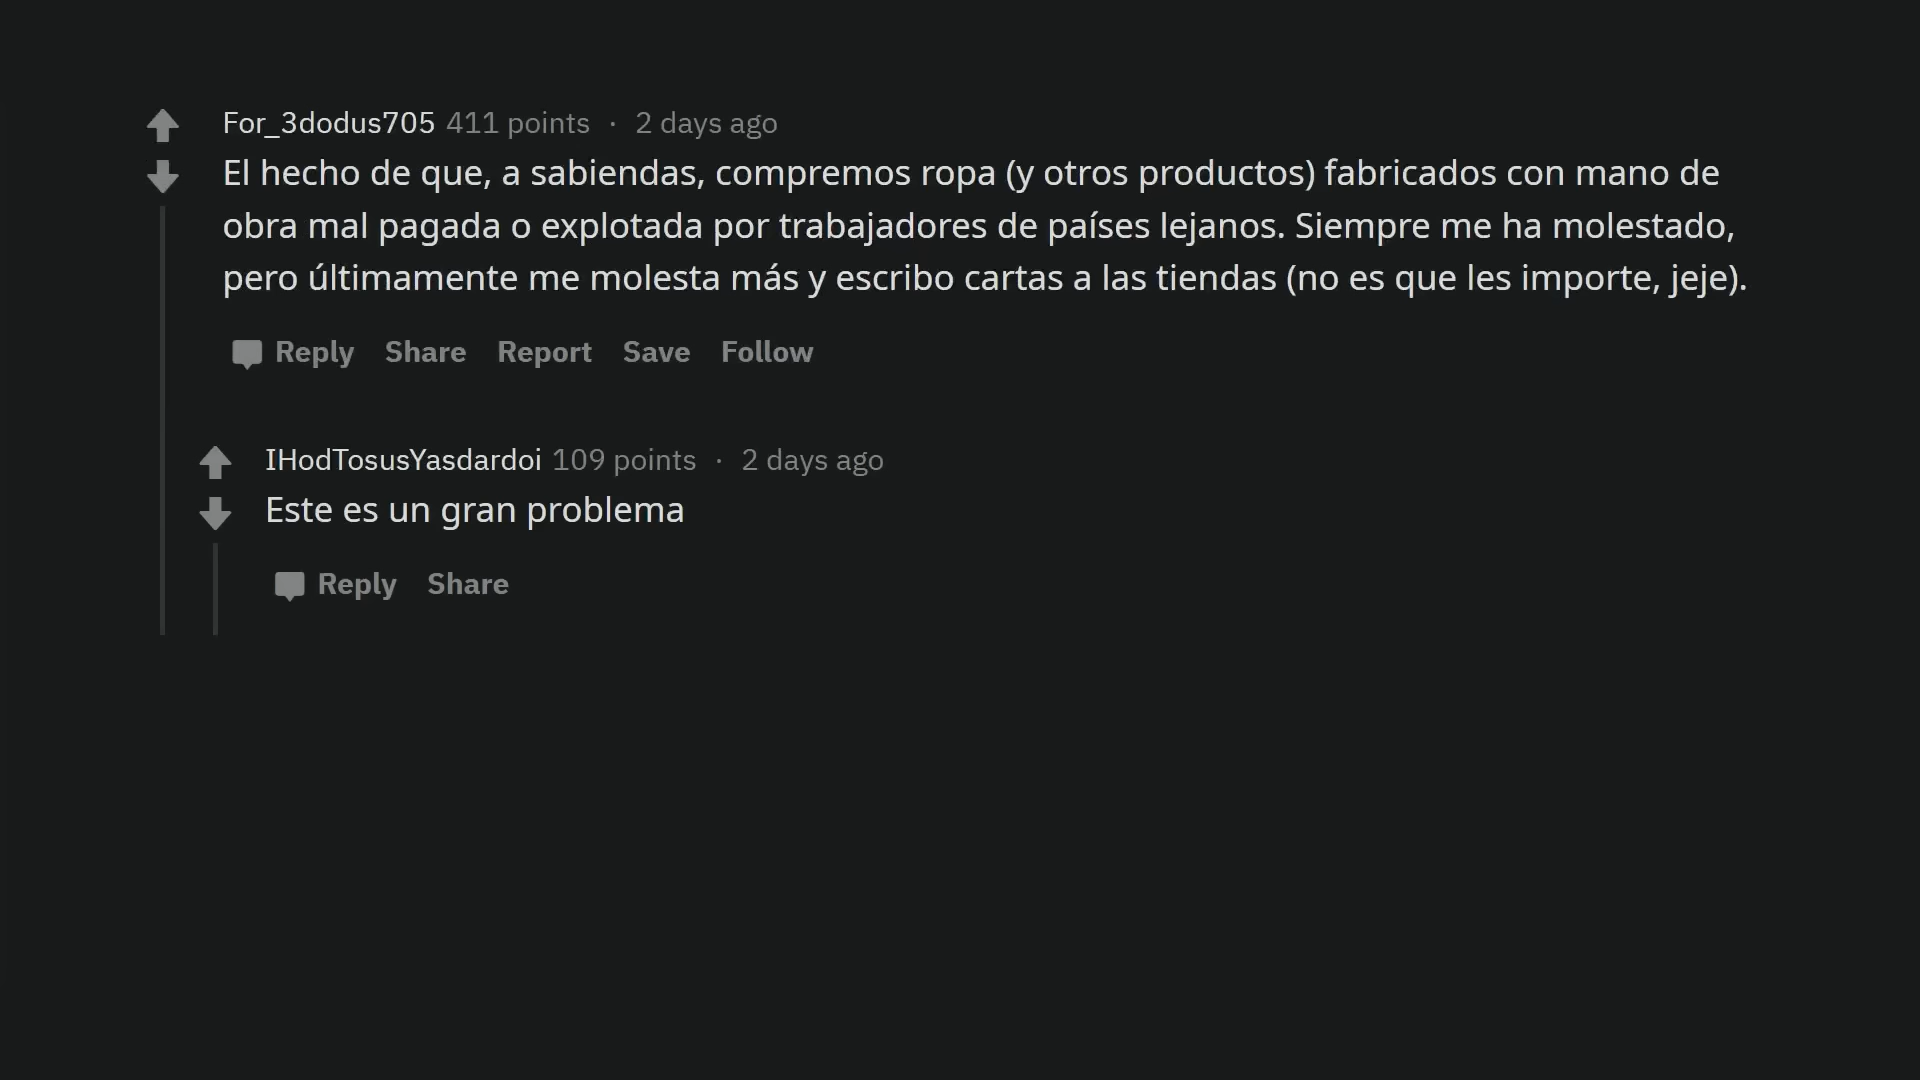 For_3dodus705 411 points · 2 days ago
El hecho de que, a sabiendas, compremos ropa (y otros productos) fabricados con mano de
obra mal pagada o explotada por trabajadores de países lejanos. Siempre me ha molestado,
pero últimamente me molesta más y escribo cartas a las tiendas (no es que les importe, jeje).
Reply Share Report Save Follow
IHodTosusYasdardoi 109 points · 2 days ago
Este es un gran problema
Reply Share